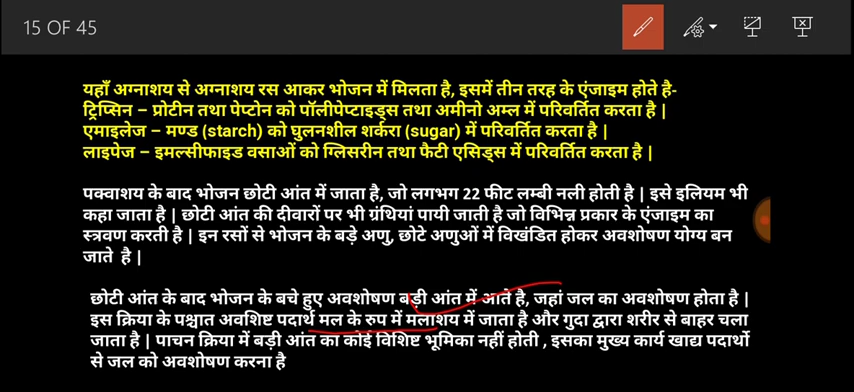 15 OF 45
यहाँ अग्नाशय से अग्नाशय रस आकर भोजन में मिलता है, इसमें तीन तरह के एंजाइम होते है-
ट्रिप्सिन – प्रोटीन तथा पेप्टोन को पॉलीपेप्टाइड्स तथा अमीनो अम्ल में परिवर्तित करता है |
एमाइलेज – मण्ड (starch) को घुलनशील शर्करा (sugar) में परिवर्तित करता है |
लाइपेज – इमल्सीफाइड वसाओं को ग्लिसरीन तथा फैटी एसिड्स में परिवर्तित करता है |
पक्वाशय के बाद भोजन छोटी आंत में जाता है, जो लगभग 22 फीट लम्बी नली होती है | इसे इलियम भी
कहा जाता है | छोटी आंत की दीवारों पर भी ग्रंथियां पायी जाती है जो विभिन्न प्रकार के एंजाइम का
स्त्रवण करती है | इन रसों से भोजन के बड़े अणु, छोटे अणुओं में विखंडित होकर अवशोषण योग्य बन
जाते है |
छोटी आंत के बाद भोजन के बचे हुए अवशोषण बड़ी आंत में आते है, जहां जल का अवशोषण होता है |
इस क्रिया के पश्चात अवशिष्ट पदार्थ मल के रुप में मलाशय में जाता है और गुदा द्वारा शरीर से बाहर चला
जाता है | पाचन क्रिया में बड़ी आंत का कोई विशिष्ट भूमिका नहीं होती , इसका मुख्य कार्य खाद्य पदार्थो
से जल को अवशोषण करना है